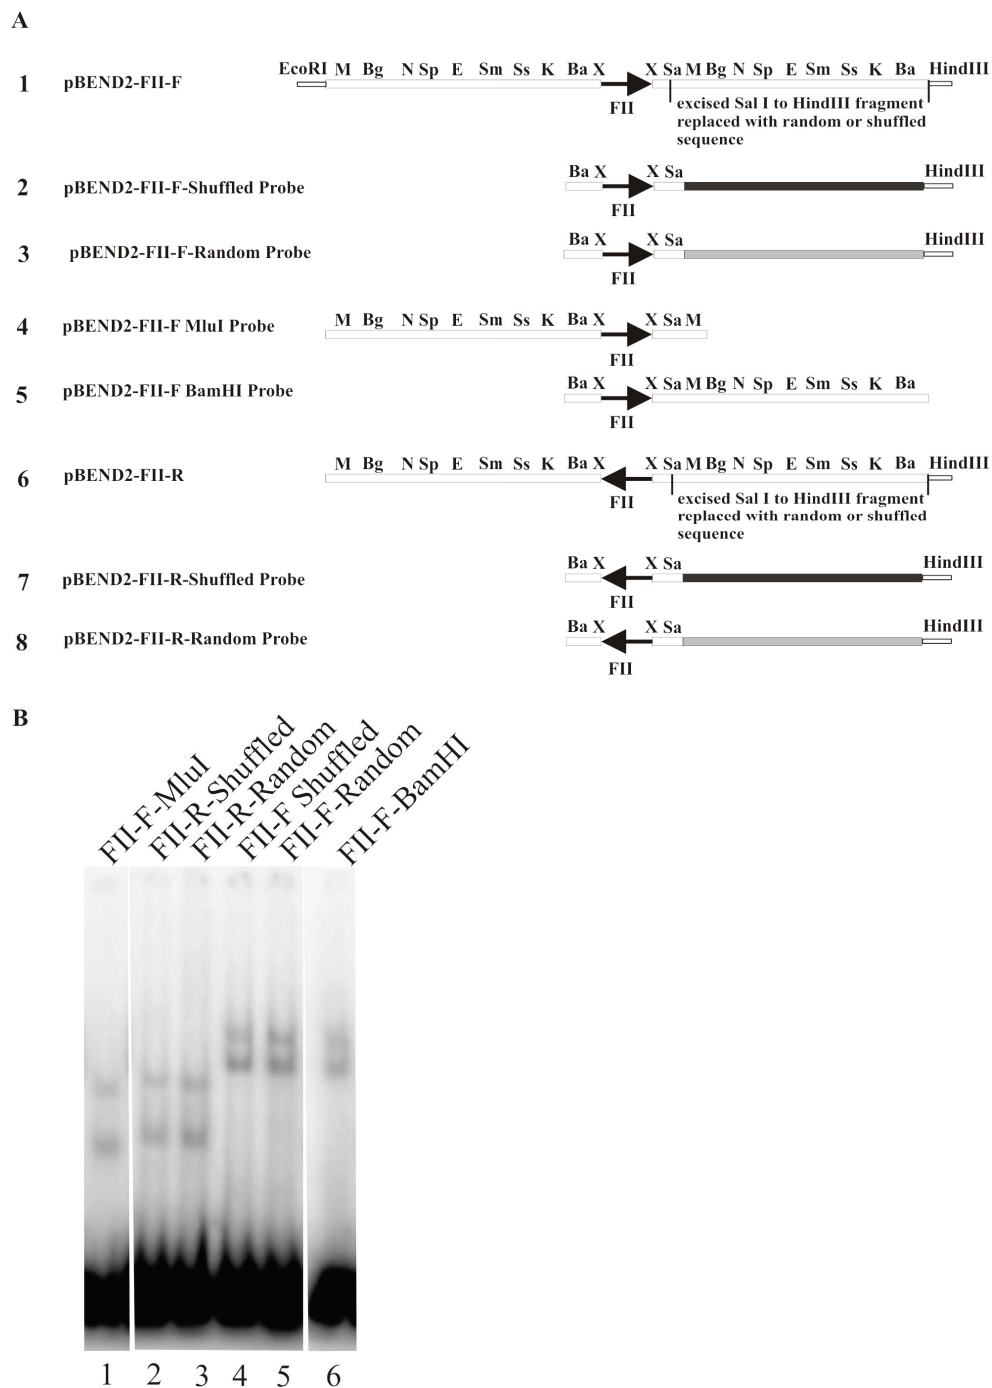 A
EcoRI M Bg N Sp E Sm Ss K Ba X X Sa M Bg N Sp E Sm Ss K Ba HindIII
1 pBEND2-FII-F
FII
excised Sal I to HindIII fragment
replaced with random or shuffled
sequence
Ba X X Sa HindIII
2 pBEND2-FII-F-Shuffled Probe
FII
Ba X X Sa HindIII
3 pBEND2-FII-F-Random Probe
FII
M Bg N Sp E Sm Ss K Ba X X Sa M
4 pBEND2-FII-F MluI Probe
FII
Ba X X Sa M Bg N Sp E Sm Ss K Ba
5 pBEND2-FII-F BamHI Probe
FII
M Bg N Sp E Sm Ss K Ba X X Sa M Bg N Sp E Sm Ss K Ba HindIII
6 pBEND2-FII-R
FII
excised Sal I to HindIII fragment
replaced with random or shuffled
sequence
Ba X X Sa HindIII
7 pBEND2-FII-R-Shuffled Probe
FII
Ba X X Sa HindIII
8 pBEND2-FII-R-Random Probe
FII
B
FII-F-MluI
FII-R-Shuffled
FII-R-Random
FII-F Shuffled
FII-F-Random
FII-F-BamHI
1 2 3 4 5 6